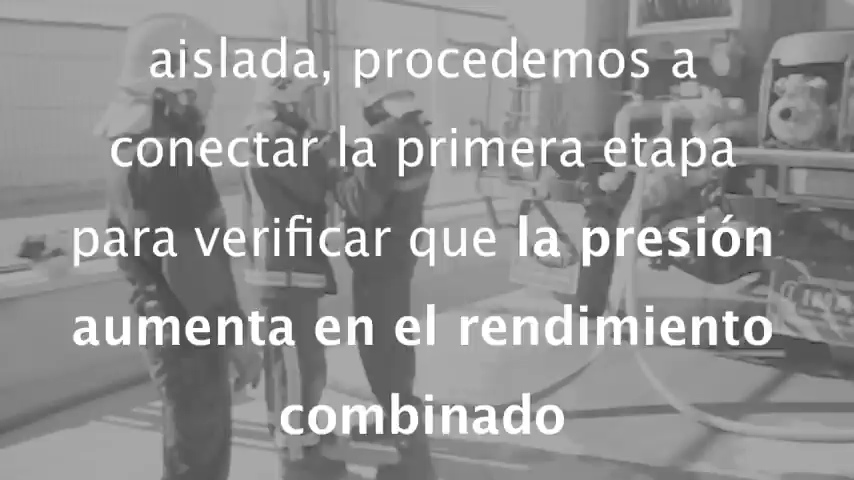 aislada, procedemos a
conectar la primera etapa
para verificar que la presión
aumenta en el rendimiento
combinado